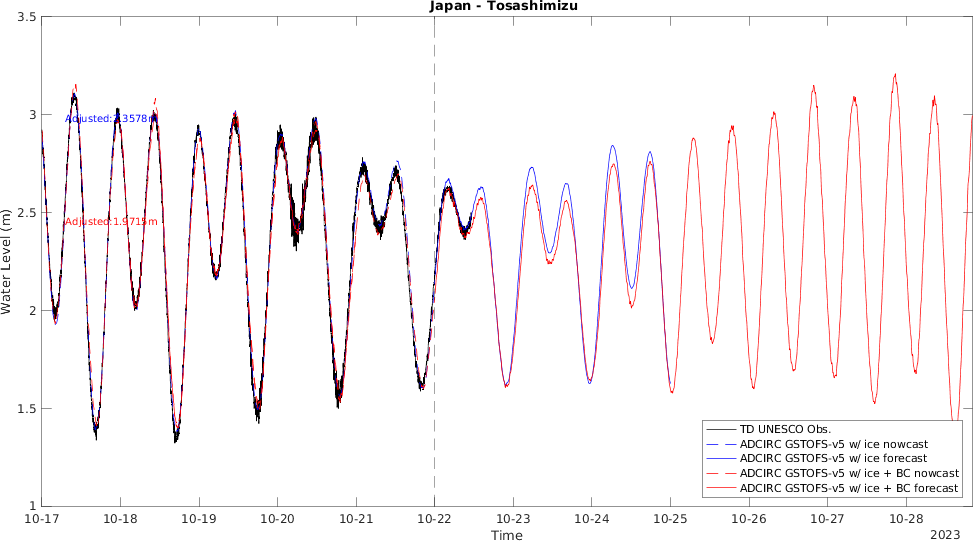 Japan - Tosashimizu
3.5
3
2.5
2
1.5
1
Water Level (m)
Adjusted:1.9715m
10-17
10-18
10-19
10-20
10-21
10-22
10-23
10-24
10-25
10-26
10-27
10-28
2023
Time
TD UNESCO Obs.
ADCIRC GSTOFS-v5 w/ ice nowcast
ADCIRC GSTOFS-v5 w/ ice forecast
ADCIRC GSTOFS-v5 w/ ice + BC nowcast
ADCIRC GSTOFS-v5 w/ ice + BC forecast